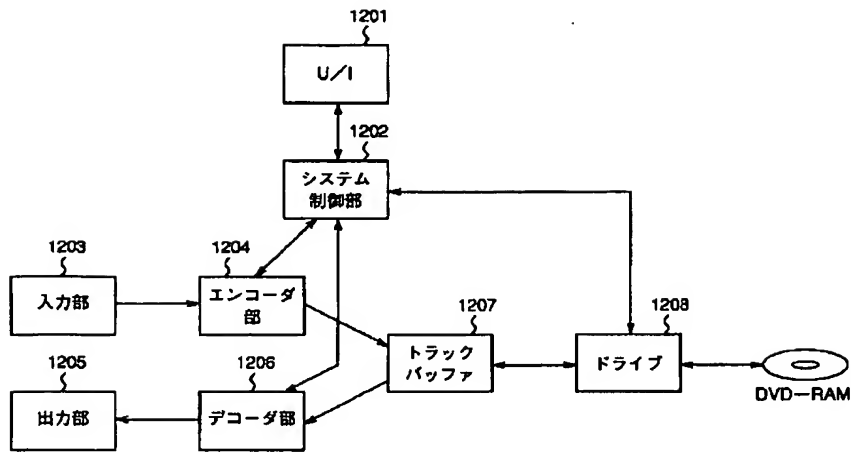 1201
U/I
1202
システム
制御部
1203
入力部
1204
エンコーダ
部
1205
出力部
1206
デコーダ部
1207
トラック
バッファ
1208
ドライブ
DVD-RAM